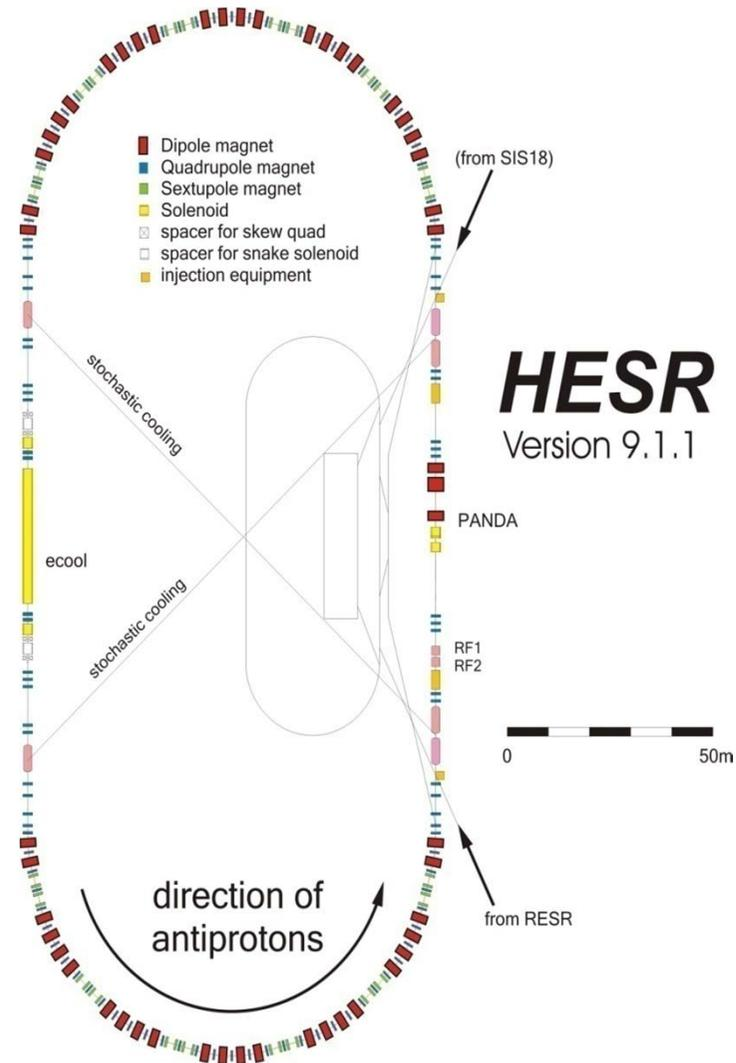 Dipole magnet
Quadrupole magnet
Sextupole magnet
Solenoid
spacer for skew quad
spacer for snake solenoid
injection equipment
(from SIS18)
stochastic cooling
HESR
Version 9.1.1
PANDA
ecool
stochastic cooling
RF1
RF2
0 50m
direction of
antiprotons
from RESR